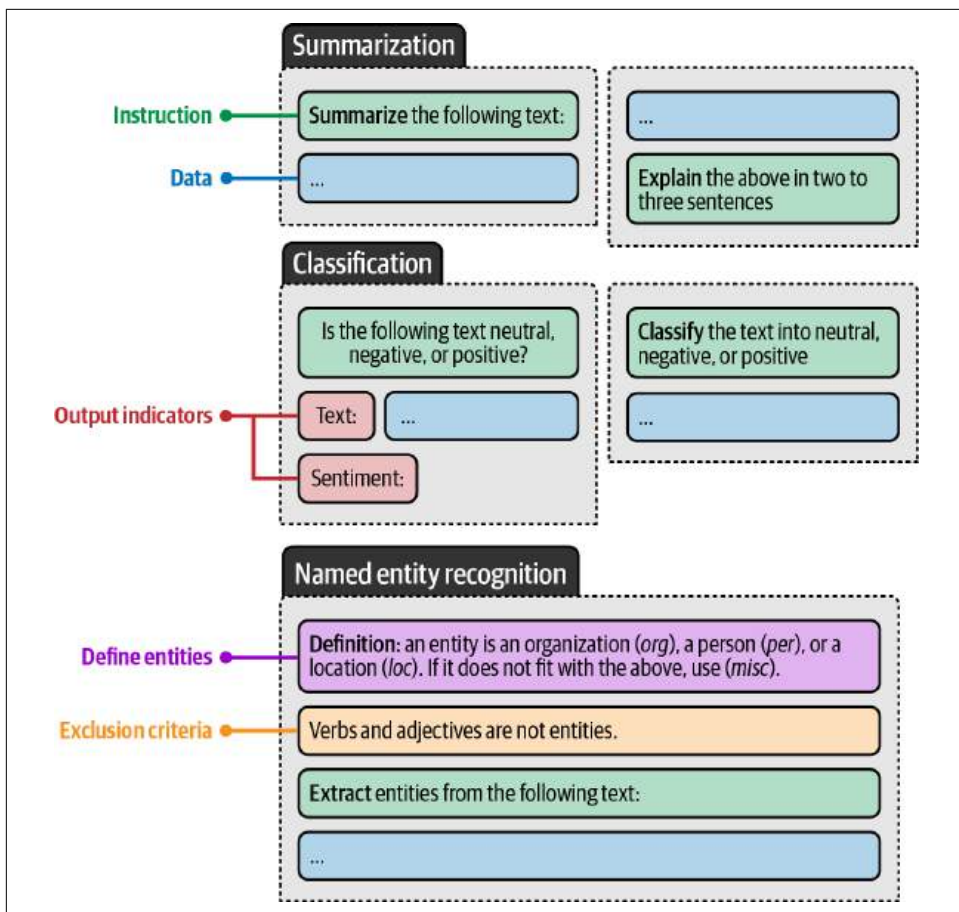 Summarization
Instruction
Summarize the following text:
Data
...
...
Explain the above in two to
three sentences
Classification
Is the following text neutral,
negative, or positive?
Output indicators
Text:
...
Sentiment:
Classify the text into neutral,
negative, or positive
...
Named entity recognition
Define entities
Definition: an entity is an organization (org), a person (per), or a
location (loc). If it does not fit with the above, use (misc).
Exclusion criteria
Verbs and adjectives are not entities.
Extract entities from the following text:
...